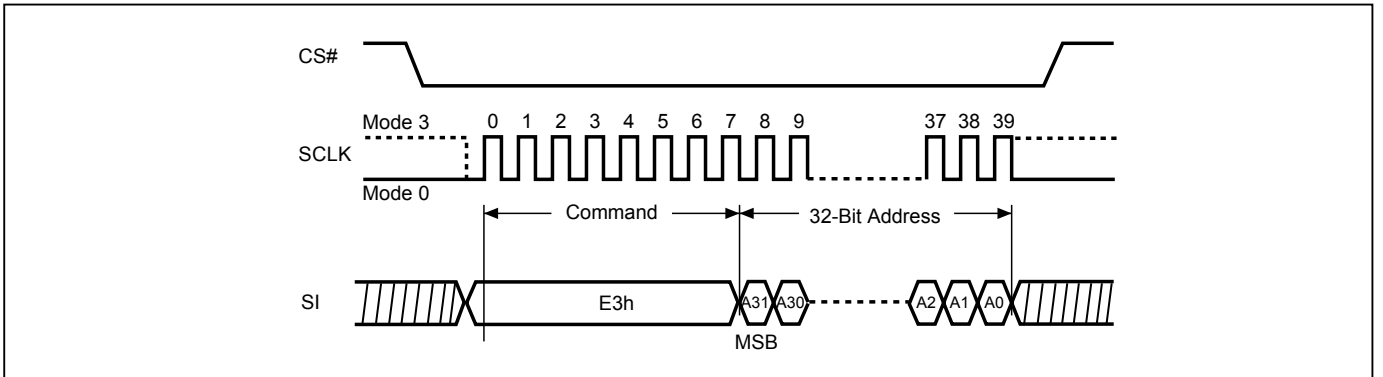 CS#
Mode 3
0 1 2 3 4 5 6 7 8 9 37 38 39
SCLK
Mode 0
Command 32-Bit Address
SI E3h A31 A30 A2 A1 A0
MSB